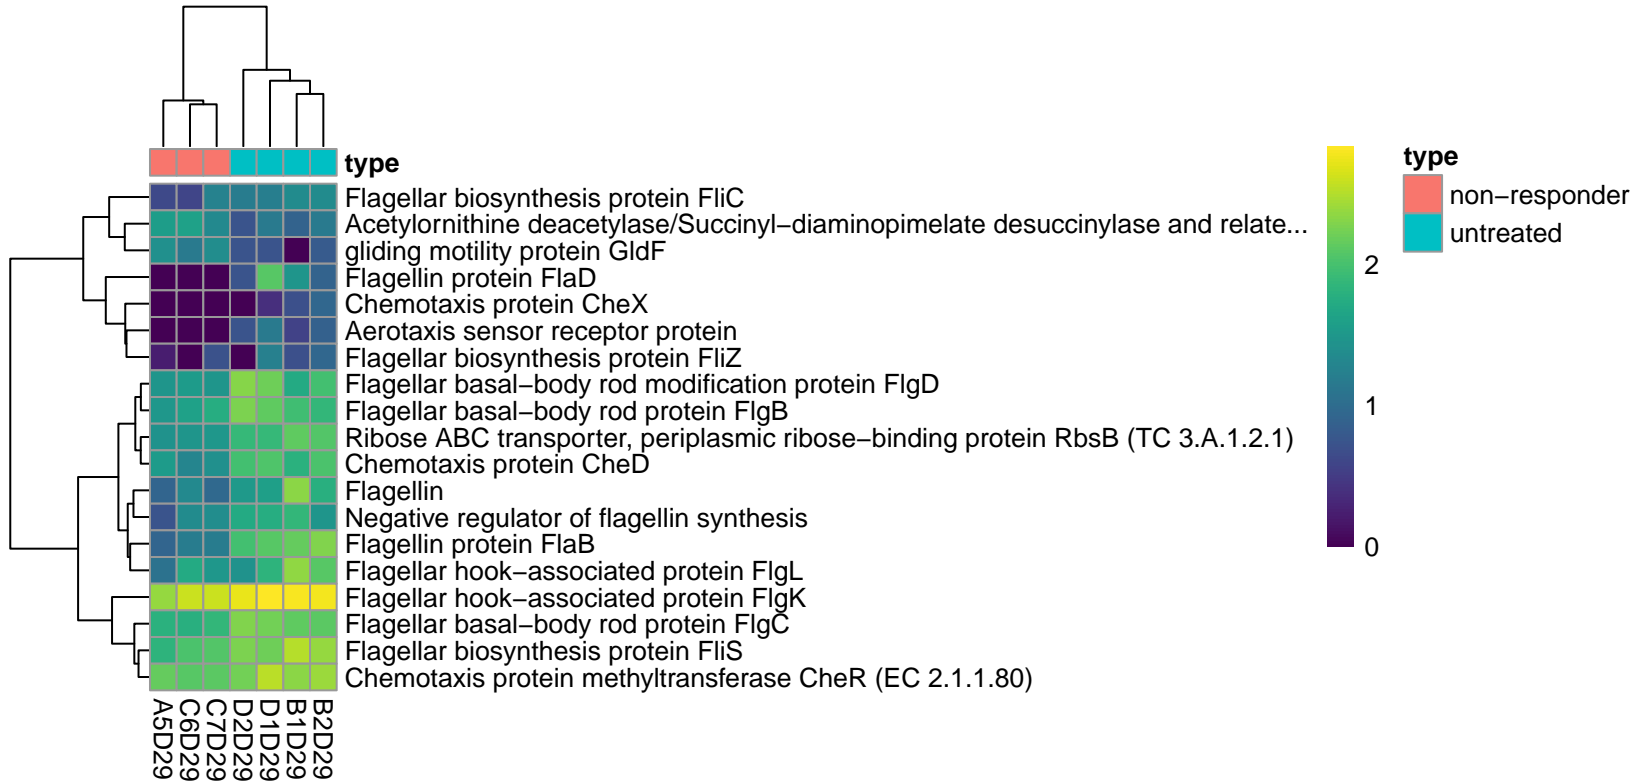 type
Flagellar biosynthesis protein FliC
Acetylornithine deacetylase/Succinyl−diaminopimelate desuccinylase and relate...
gliding motility protein GldF
Flagellin protein FlaD
Chemotaxis protein CheX
Aerotaxis sensor receptor protein
Flagellar biosynthesis protein FliZ
Flagellar basal−body rod modification protein FlgD
Flagellar basal−body rod protein FlgB
Ribose ABC transporter, periplasmic ribose−binding protein RbsB (TC 3.A.1.2.1)
Chemotaxis protein CheD
Flagellin
Negative regulator of flagellin synthesis
Flagellin protein FlaB
Flagellar hook−associated protein FlgL
Flagellar hook−associated protein FlgK
Flagellar basal−body rod protein FlgC
Flagellar biosynthesis protein FliS
Chemotaxis protein methyltransferase CheR (EC 2.1.1.80)
A5D29
C6D29
C7D29
D2D29
D1D29
B1D29
B2D29
2
1
0
type
non−responder
untreated